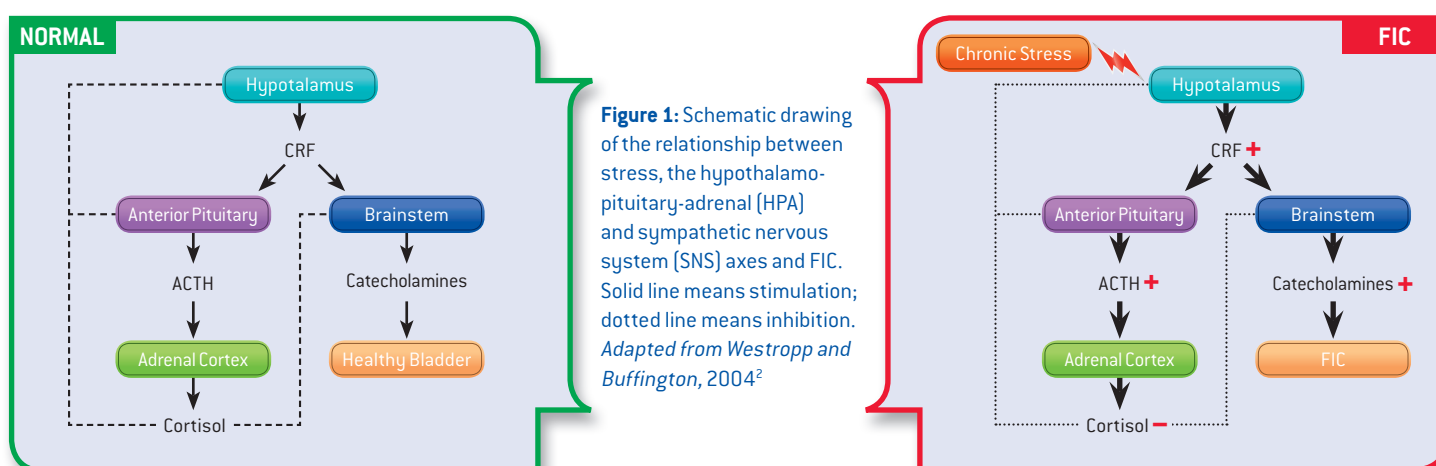 NORMAL
Hypotalamus
CRF
Anterior Pituitary
Brainstem
ACTH
Catecholamines
Adrenal Cortex
Healthy Bladder
Cortisol
Figure 1: Schematic drawing
of the relationship between
stress, the hypothalamo-
pituitary-adrenal (HPA)
and sympathetic nervous
system (SNS) axes and FIC.
Solid line means stimulation;
dotted line means inhibition.
Adapted from Westropp and
Buffington, 2004²
FIC
Chronic Stress
Hypotalamus
CRF +
Anterior Pituitary
Brainstem
ACTH +
Catecholamines +
Adrenal Cortex
FIC
Cortisol −